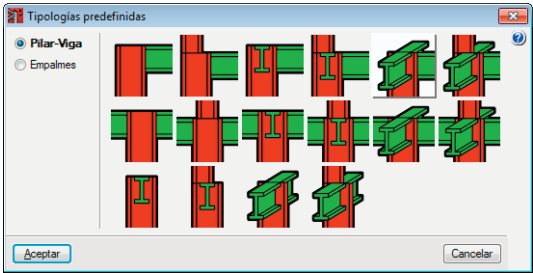 Tipologías predefinidas
Pilar-Viga
Empalmes
Aceptar
Cancelar